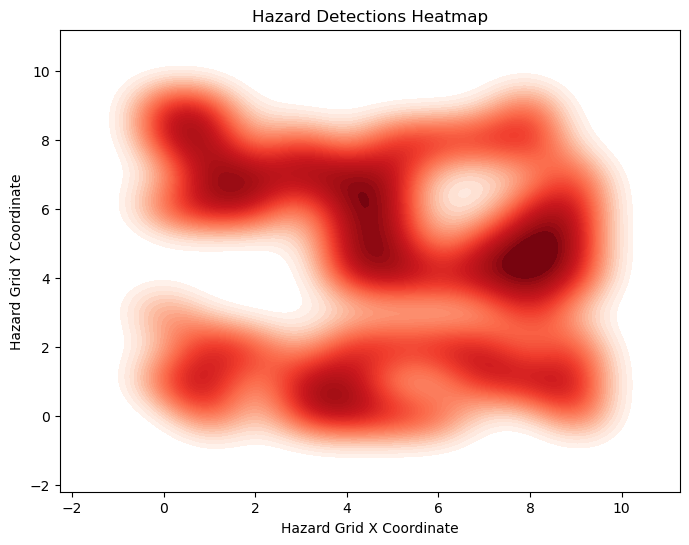 Hazard Detections Heatmap
10
8
6
4
2
0
−2
Hazard Grid Y Coordinate
−2 0 2 4 6 8 10
Hazard Grid X Coordinate